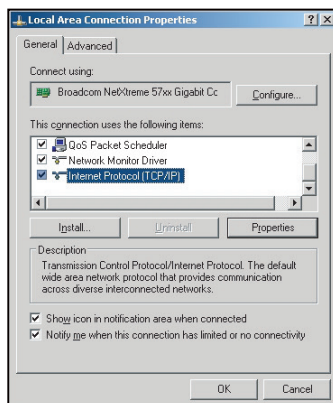 Local Area Connection Properties
General Advanced
Connect using:
Broadcom NetXtreme 57xx Gigabit Cc
Configure...
This connection uses the following items:
QoS Packet Scheduler
Network Monitor Driver
Internet Protocol (TCP/IP)
Install... Uninstall Properties
Description
Transmission Control Protocol/Internet Protocol. The default
wide area network protocol that provides communication
across diverse interconnected networks.
Show icon in notification area when connected
Notify me when this connection has limited or no connectivity
OK Cancel